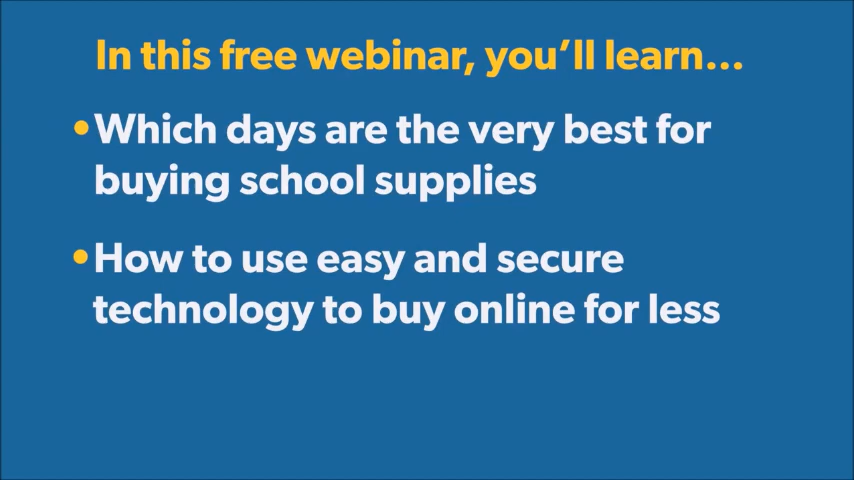 In this free webinar, you’ll learn...
•Which days are the very best for
buying school supplies
•How to use easy and secure
technology to buy online for less